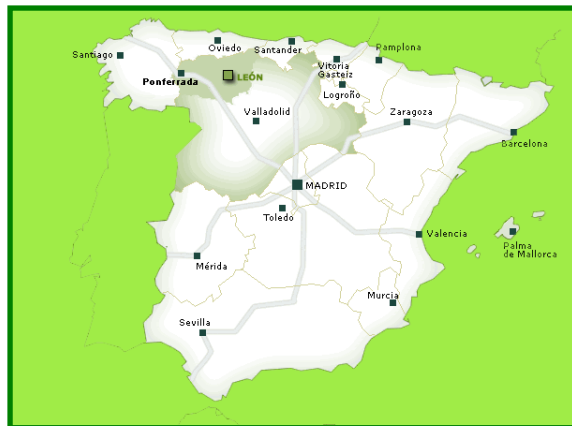 Oviedo
Santander
Pamplona
Santiago
Vitoria
Gasteiz
Ponferrada
LEÓN
Logroño
Valladolid
Zaragoza
Barcelona
MADRID
Toledo
Valencia
Palma
de Mallorca
Mérida
Murcia
Sevilla